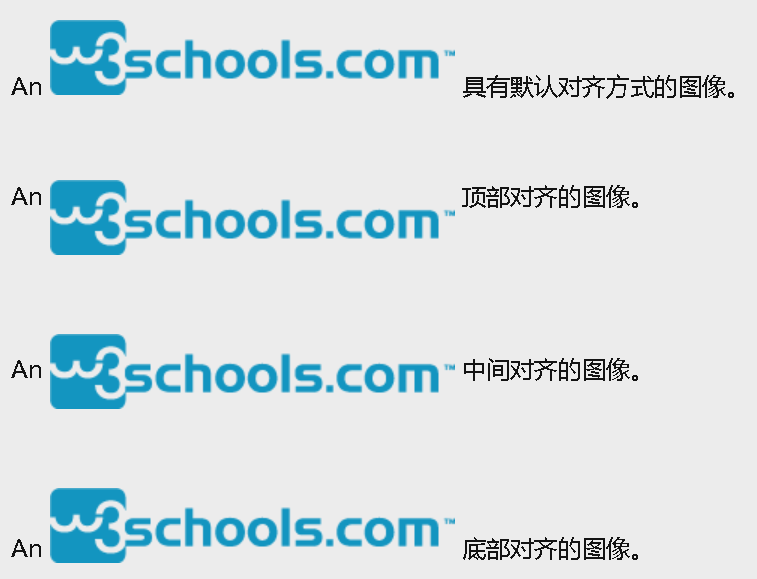 An w3schools.com™ 具有默认对齐方式的图像。
An w3schools.com™ 顶部对齐的图像。
An w3schools.com™ 中间对齐的图像。
An w3schools.com™ 底部对齐的图像。